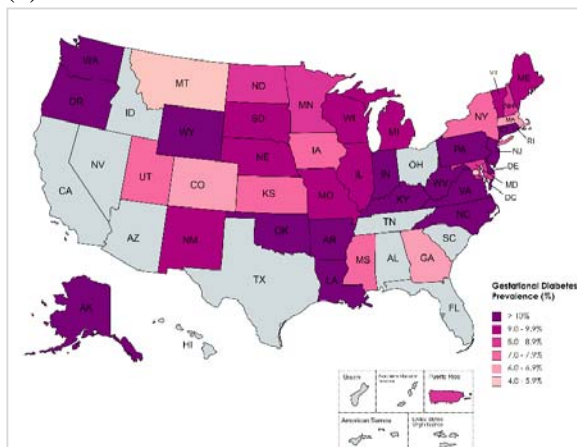 WA
MT
ND
MN
VT
ME
NH
OR
ID
SD
WI
NY
MA
WY
MI
RI
NE
IA
PA
NJ
NV
UT
IL
IN
OH
DE
CA
CO
KS
MO
WV
VA
MD
KY
DC
NC
AZ
NM
OK
AR
TN
SC
TX
MS
AL
GA
LA
FL
AK
HI
Gestational Diabetes
Prevalence (%)
> 10%
9.0 - 9.9%
8.0 - 8.9%
7.0 - 7.9%
6.0 - 6.9%
4.0 - 5.9%
Guam
Puerto Rico
American Samoa